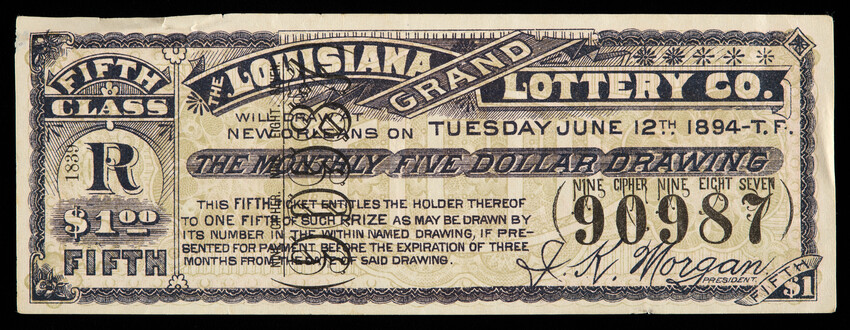 FIFTH
CLASS
1839
R
$1.00
FIFTH
THE LOUISIANA
GRAND
LOTTERY CO.
WILL DRAW AT
NEW ORLEANS ON TUESDAY JUNE 12TH 1894-T.F.
THE MONTHLY FIVE DOLLAR DRAWING
THIS FIFTH TICKET ENTITLES THE HOLDER THEREOF
TO ONE FIFTH OF SUCH RRIZE AS MAY BE DRAWN BY
ITS NUMBER IN THE WITHIN NAMED DRAWING, IF PRE-
SENTED FOR PAYMENT BEFORE THE EXPIRATION OF THREE
MONTHS FROM THE DATE OF SAID DRAWING.
NINE CIPHER NINE EIGHT SEVEN
(90987)
J. K. Morgan
PRESIDENT.
FIFTH
$1
(90987)